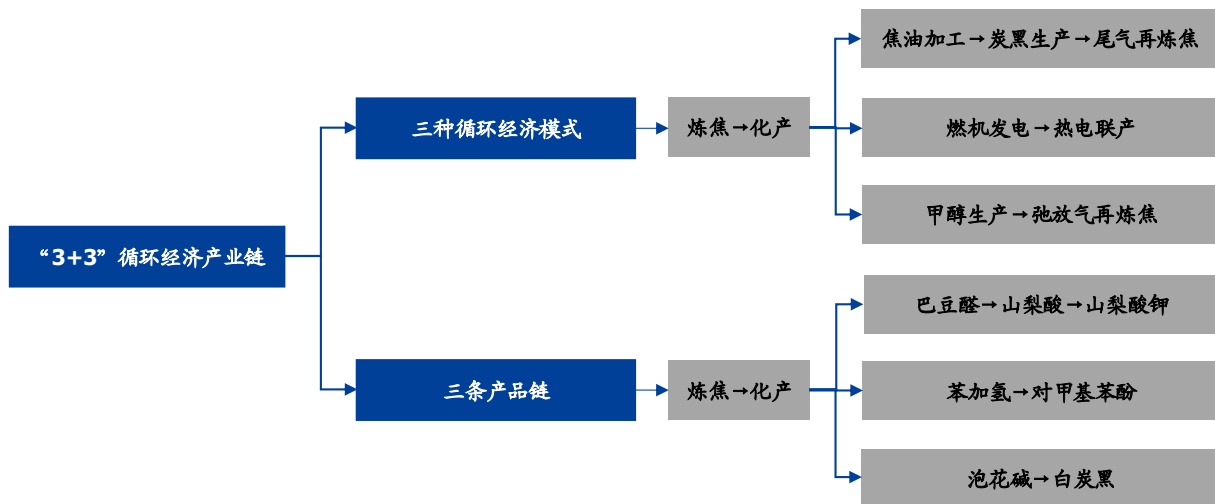 “3+3”循环经济产业链
三种循环经济模式
炼焦→化产
焦油加工→炭黑生产→尾气再炼焦
燃机发电→热电联产
甲醇生产→弛放气再炼焦
三条产品链
炼焦→化产
巴豆醛→山梨酸→山梨酸钾
苯加氢→对甲基苯酚
泡花碱→白炭黑